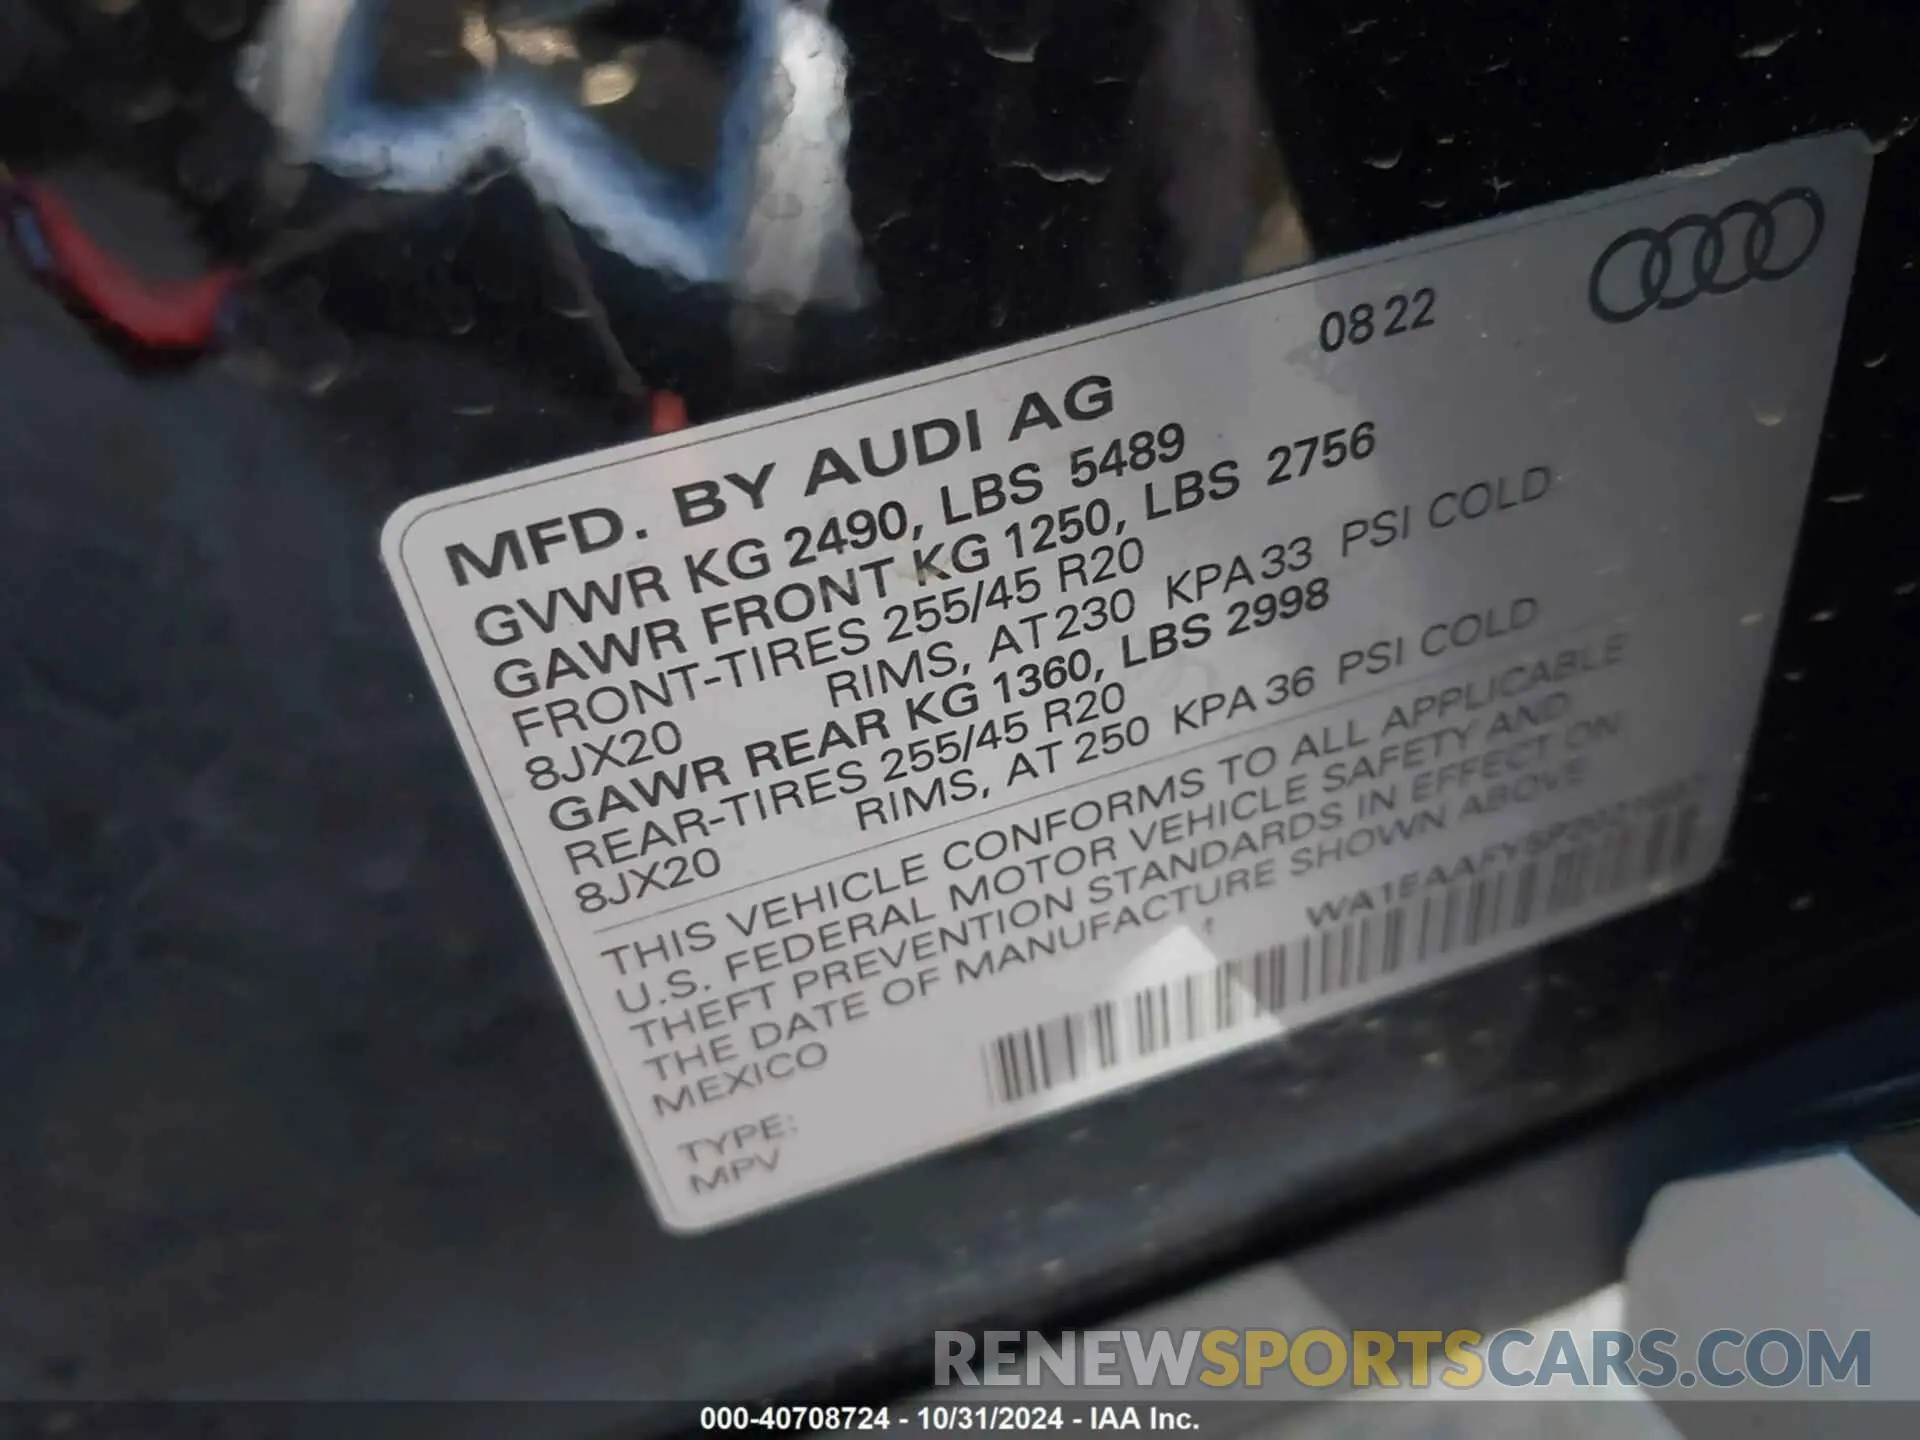 0822
MFD. BY AUDI AG
GVWR KG 2490, LBS 5489
GAWR FRONT KG 1250, LBS 2756
FRONT-TIRES 255/45 R20
8JX20 RIMS, AT 230 KPA 33 PSI COLD
GAWR REAR KG 1360, LBS 2998
REAR-TIRES 255/45 R20
8JX20 RIMS, AT 250 KPA 36 PSI COLD
THIS VEHICLE CONFORMS TO ALL APPLICABLE
U.S. FEDERAL MOTOR VEHICLE SAFETY AND
THEFT PREVENTION STANDARDS IN EFFECT ON
THE DATE OF MANUFACTURE SHOWN ABOVE
MEXICO
TYPE:
MPV
RENEWSPORTSCARS.COM
000-40708724 - 10/31/2024 - IAA Inc.